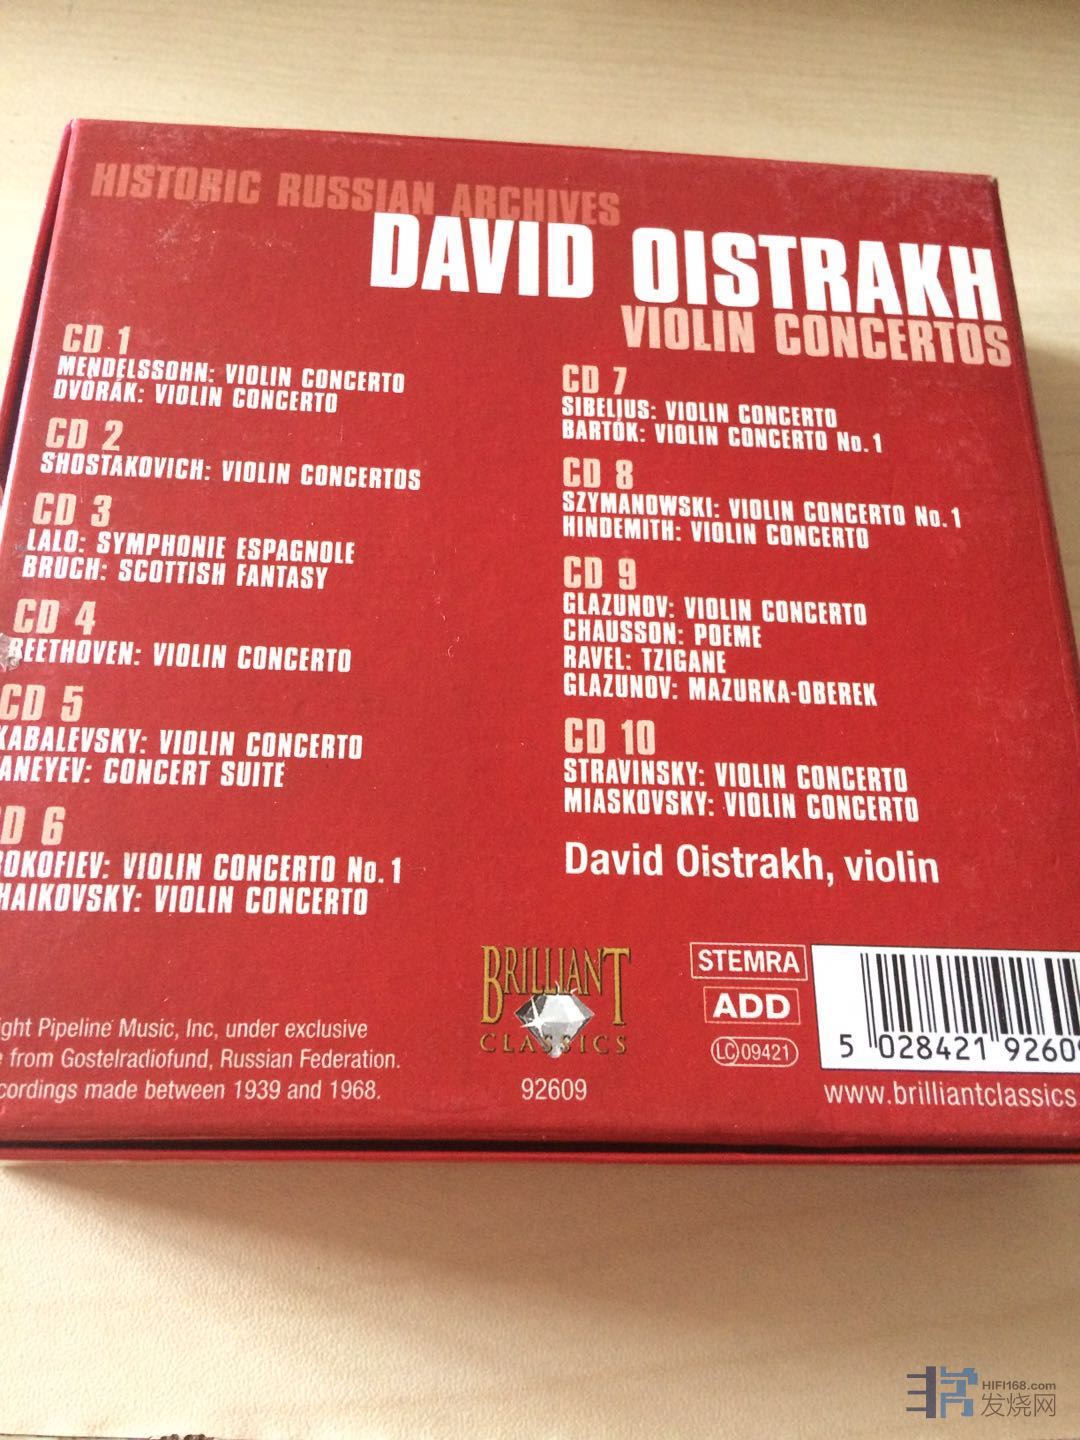 HISTORIC RUSSIAN ARCHIVES
DAVID OISTRAKH
VIOLIN CONCERTOS
CD 1
MENDELSSOHN: VIOLIN CONCERTO
DVORÁK: VIOLIN CONCERTO
CD 2
SHOSTAKOVICH: VIOLIN CONCERTOS
CD 3
LALO: SYMPHONIE ESPAGNOLE
BRUCH: SCOTTISH FANTASY
CD 4
BEETHOVEN: VIOLIN CONCERTO
CD 5
KABALEVSKY: VIOLIN CONCERTO
ANEYEV: CONCERT SUITE
D 6
ROKOFIEV: VIOLIN CONCERTO No. 1
HAIKOVSKY: VIOLIN CONCERTO
CD 7
SIBELIUS: VIOLIN CONCERTO
BARTÓK: VIOLIN CONCERTO No. 1
CD 8
SZYMANOWSKI: VIOLIN CONCERTO No. 1
HINDEMITH: VIOLIN CONCERTO
CD 9
GLAZUNOV: VIOLIN CONCERTO
CHAUSSON: POEME
RAVEL: TZIGANE
GLAZUNOV: MAZURKA-OBEREK
CD 10
STRAVINSKY: VIOLIN CONCERTO
MIASKOVSKY: VIOLIN CONCERTO
David Oistrakh, violin
ight Pipeline Music, Inc, under exclusive
e from Gostelradiofund, Russian Federation.
cordings made between 1939 and 1968.
BRILLIANT
CLASSICS
92609
STEMRA
ADD
LC 09421
5 028421 92609
www.brilliantclassics.
HIFI168.com
发烧网